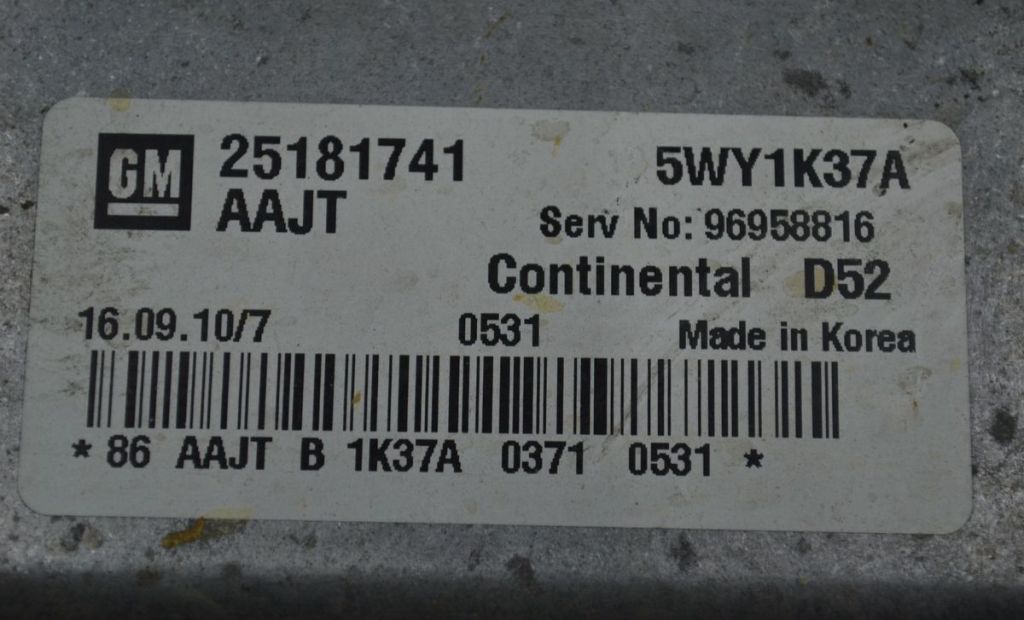 GM 25181741 5WY1K37A
AAJT Serv No: 96958816
Continental D52
16.09.10/7 0531 Made in Korea
* 86 AAJT B 1K37A 0371 0531 *